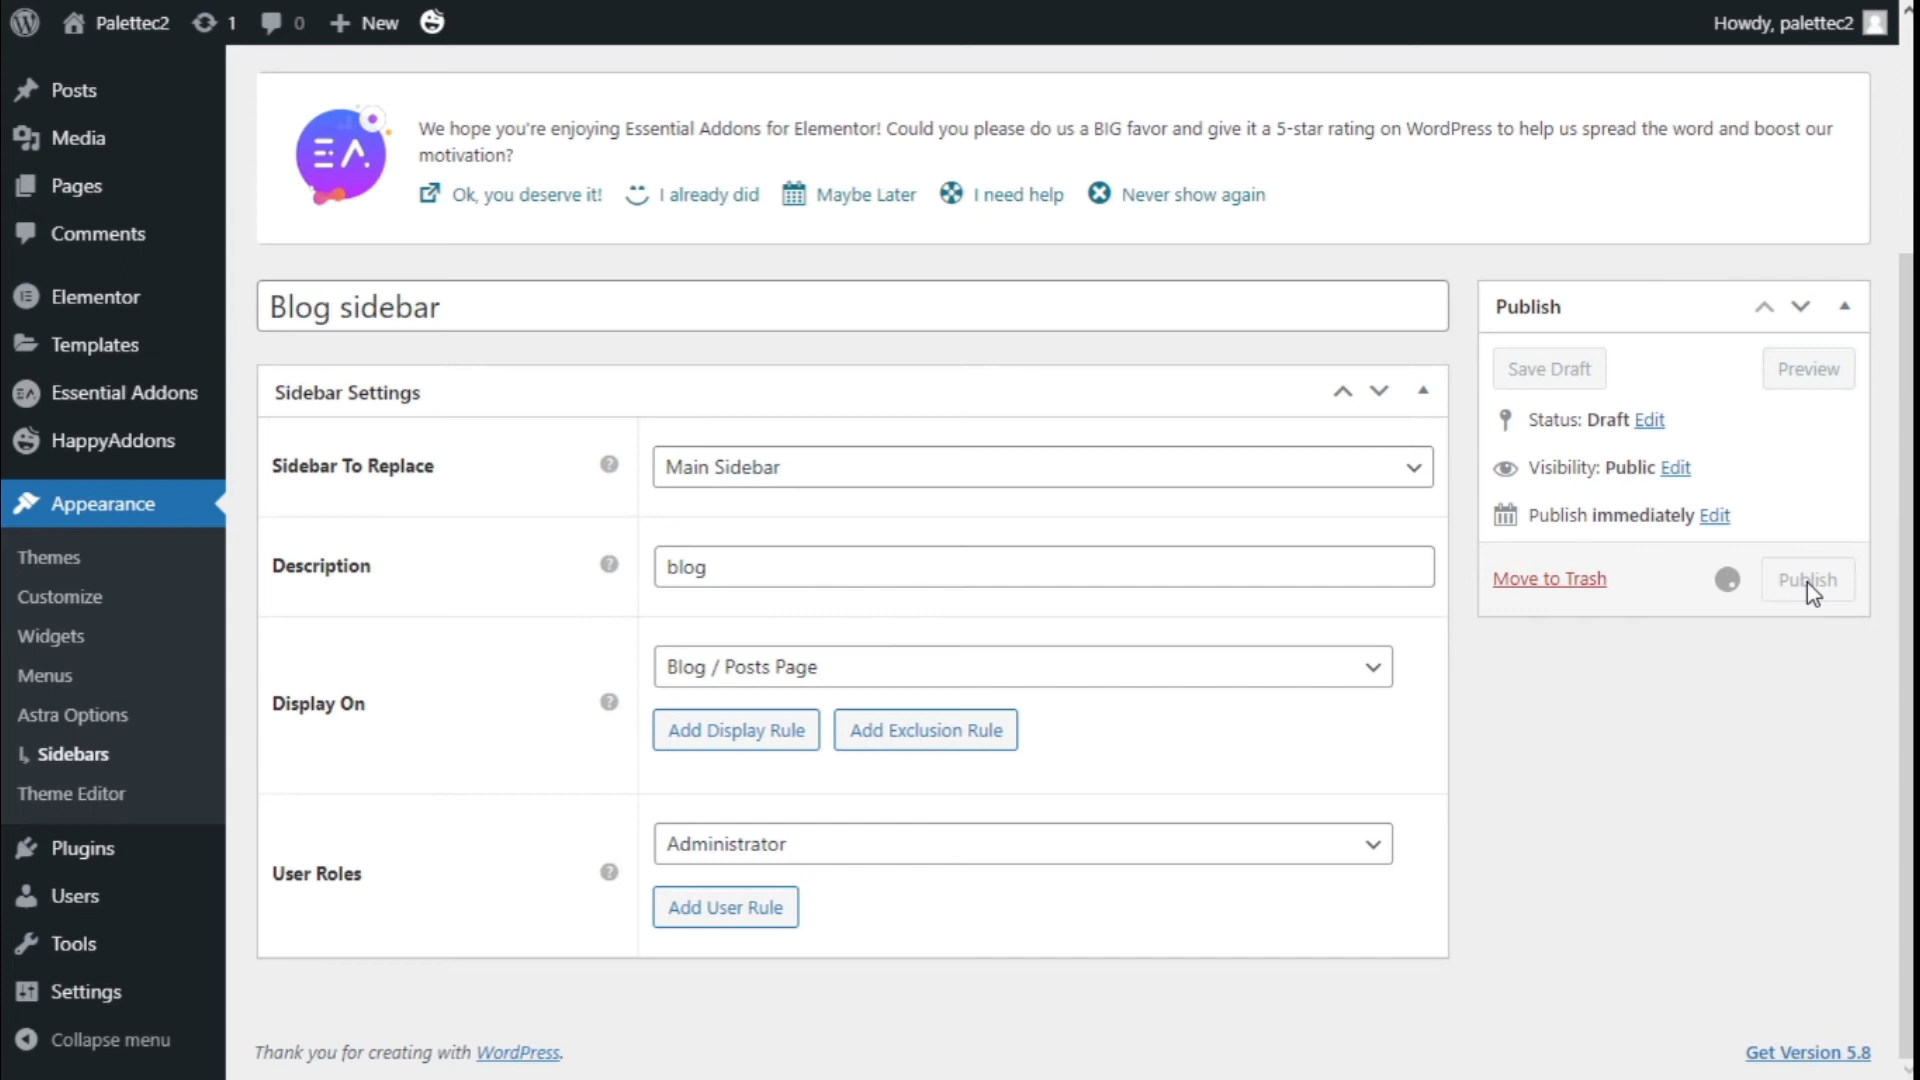 Palettec2
1
0
New
Howdy, palettec2
Posts
Media
Pages
Comments
Elementor
Templates
Essential Addons
HappyAddons
Appearance
Themes
Customize
Widgets
Menus
Astra Options
Sidebars
Theme Editor
Plugins
Users
Tools
Settings
Collapse menu
We hope you're enjoying Essential Addons for Elementor! Could you please do us a BIG favor and give it a 5-star rating on WordPress to help us spread the word and boost our
motivation?
Ok, you deserve it! I already did Maybe Later I need help Never show again
Blog sidebar
Sidebar Settings
Sidebar To Replace
Main Sidebar
Description
blog
Display On
Blog / Posts Page
Add Display Rule
Add Exclusion Rule
User Roles
Administrator
Add User Rule
Publish
Save Draft
Preview
Status: Draft Edit
Visibility: Public Edit
Publish immediately Edit
Move to Trash
Publish
Thank you for creating with WordPress.
Get Version 5.8